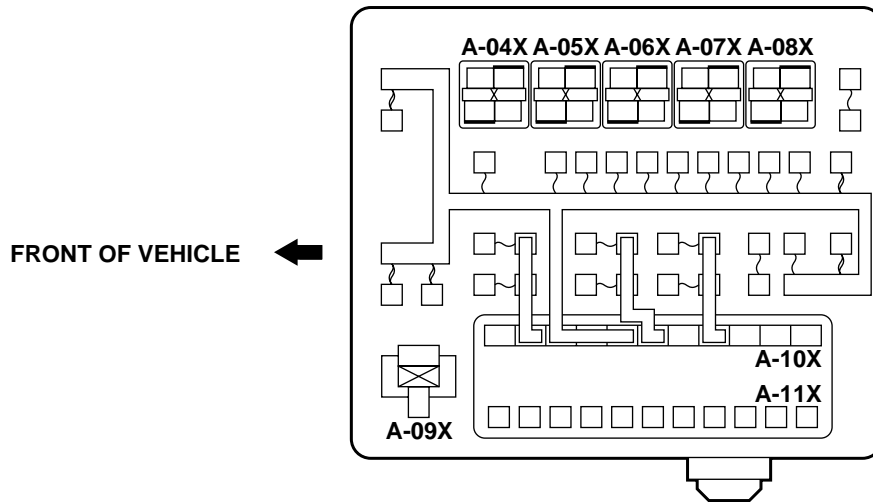 A-04X A-05X A-06X A-07X A-08X
FRONT OF VEHICLE
A-10X
A-11X
A-09X